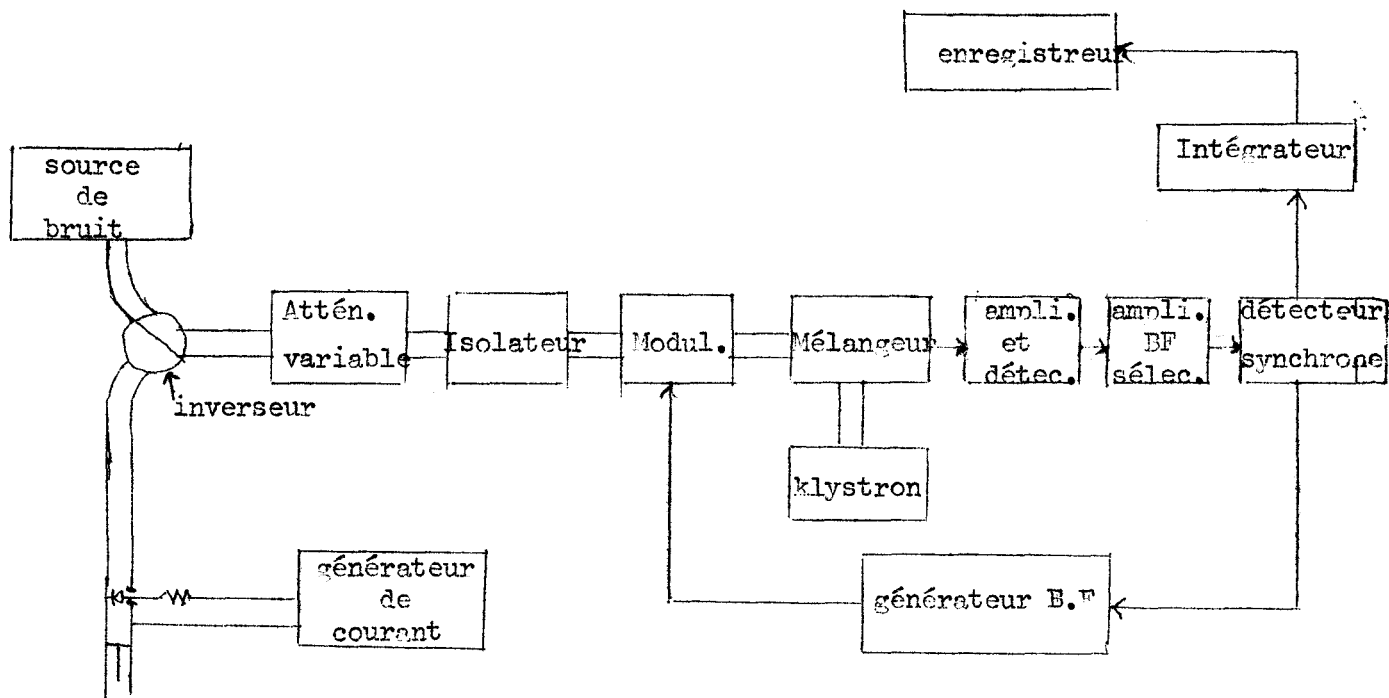 enregistreur
Intégrateur
source
de
bruit
Attén.
variable
Isolateur
Modul.
Mélangeur
ampli.
et
détec.
ampli.
BF
sélec.
détecteur
synchrone
inverseur
klystron
générateur
de
courant
générateur B.F